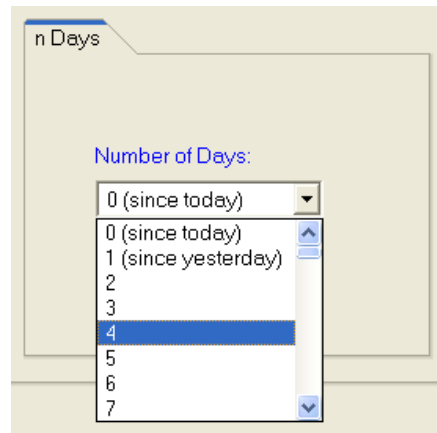 n Days
Number of Days:
0 (since today)
0 (since today)
1 (since yesterday)
2
3
4
5
6
7